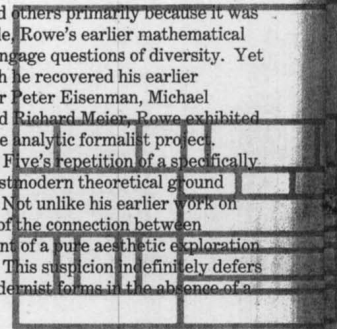 d others primarily because it was
le, Rowe's earlier mathematical
ngage questions of diversity. Yet
h he recovered his earlier
r Peter Eisenman, Michael
d Richard Meier, Rowe exhibited
e analytic formalist project.
Five's repetition of a specifically
stmodern theoretical ground
Not unlike his earlier work on
of the connection between
nt of a pure aesthetic exploration
This suspicion indefinitely defers
dernist forms in the absence of a